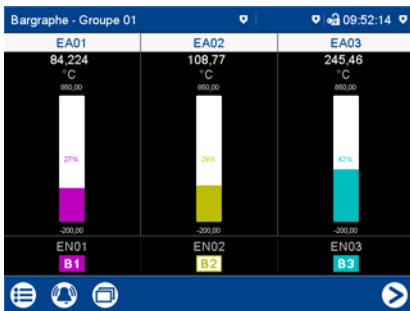 Bargraphe - Groupe 01 09:52:14
EA01 EA02 EA03
84,224 108,77 245,46
°C °C °C
850,00 850,00 850,00
27% 29% 42%
-200,00 -200,00 -200,00
EN01 EN02 EN03
B1 B2 B3